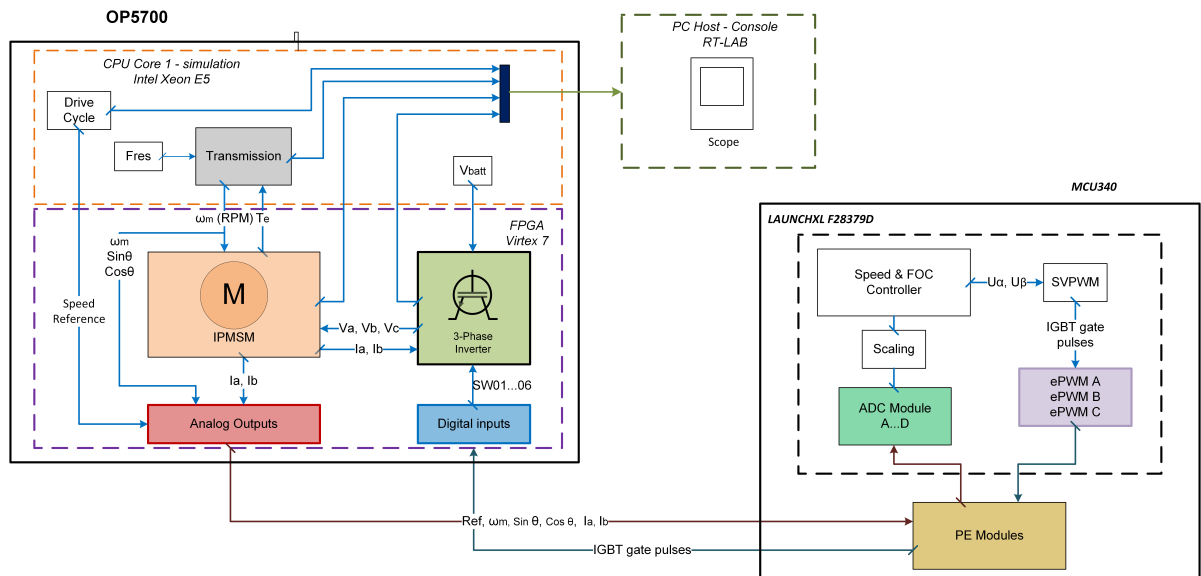 OP5700
CPU Core 1 - simulation
Intel Xeon E5
Drive
Cycle
Fres
Transmission
Vbatt
ωm (RPM) Te
ωm
Sinθ
Cosθ
FPGA
Virtex 7
M
IPMSM
Speed
Reference
Va, Vb, Vc
Ia, Ib
3-Phase
Inverter
Ia, Ib
SW01...06
Analog Outputs
Digital inputs
PC Host - Console
RT-LAB
Scope
MCU340
LAUNCHXL F28379D
Speed & FOC
Controller
Uα, Uβ
SVPWM
IGBT gate
pulses
Scaling
ADC Module
A...D
ePWM A
ePWM B
ePWM C
Ref, ωm, Sin θ, Cos θ, Ia, Ib
PE Modules
IGBT gate pulses